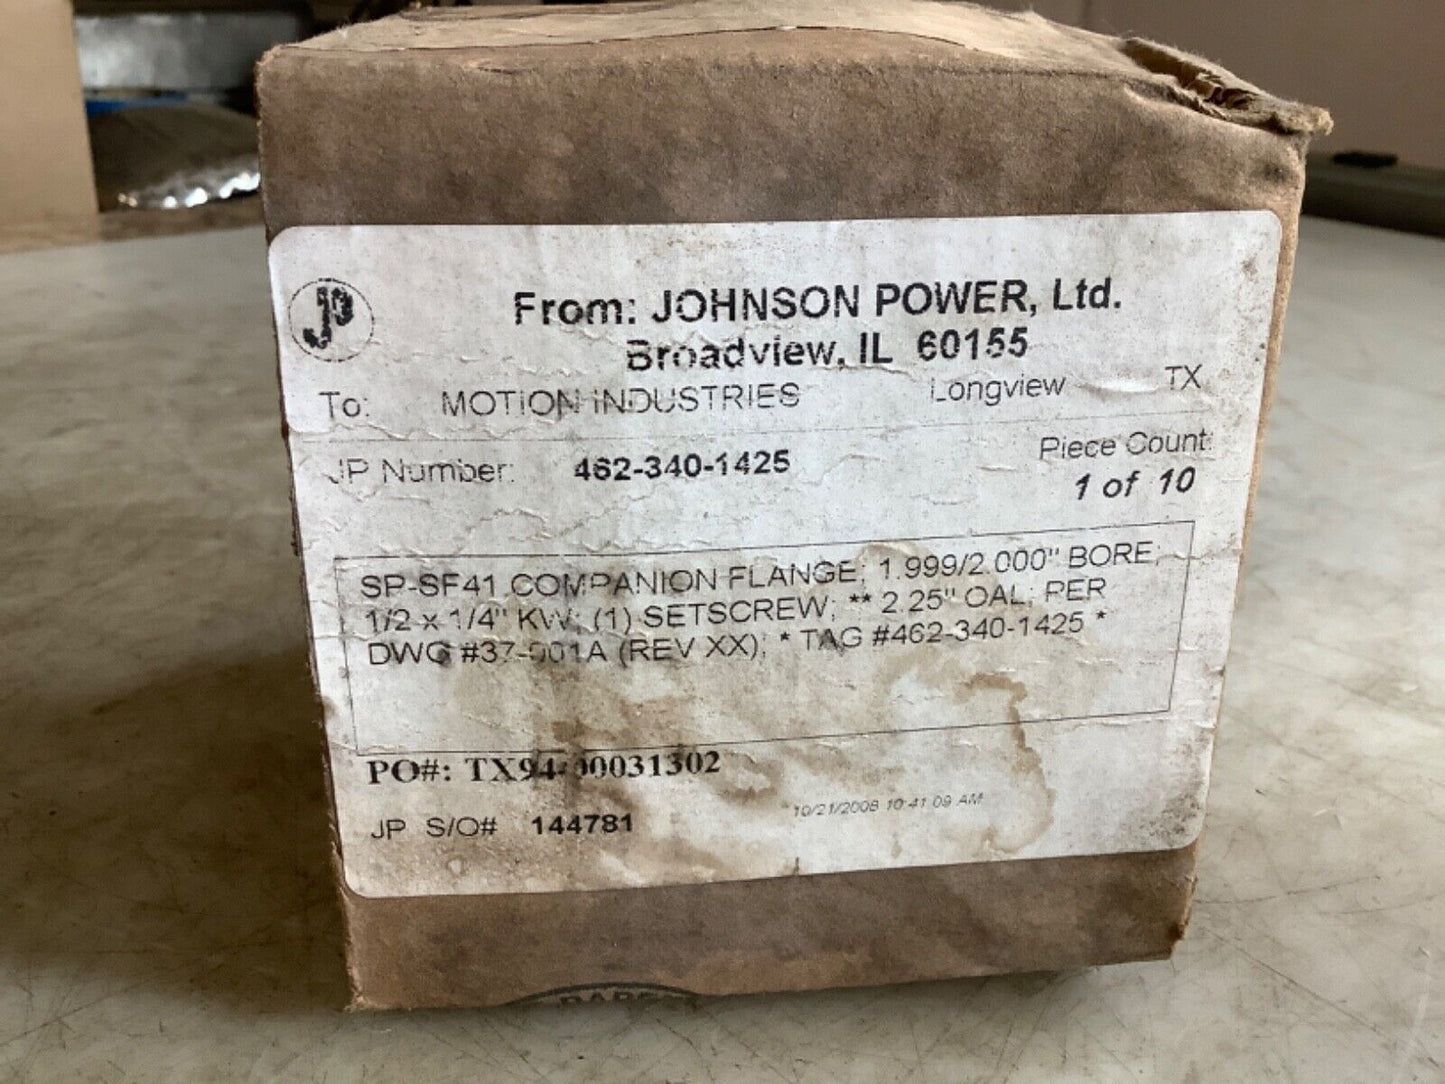 JP
From: JOHNSON POWER, Ltd.
Broadview, IL 60155
To: MOTION INDUSTRIES Longview TX
JP Number: 462-340-1425
Piece Count:
1 of 10
SP-SF41 COMPANION FLANGE; 1.999/2.000" BORE;
1/2 x 1/4" KW; (1) SETSCREW; ** 2.25" OAL; PER
DWG #37-001A (REV XX); * TAG #462-340-1425 *
PO#: TX94-00031302
JP S/O# 144781
10/21/2008 10:41:09 AM